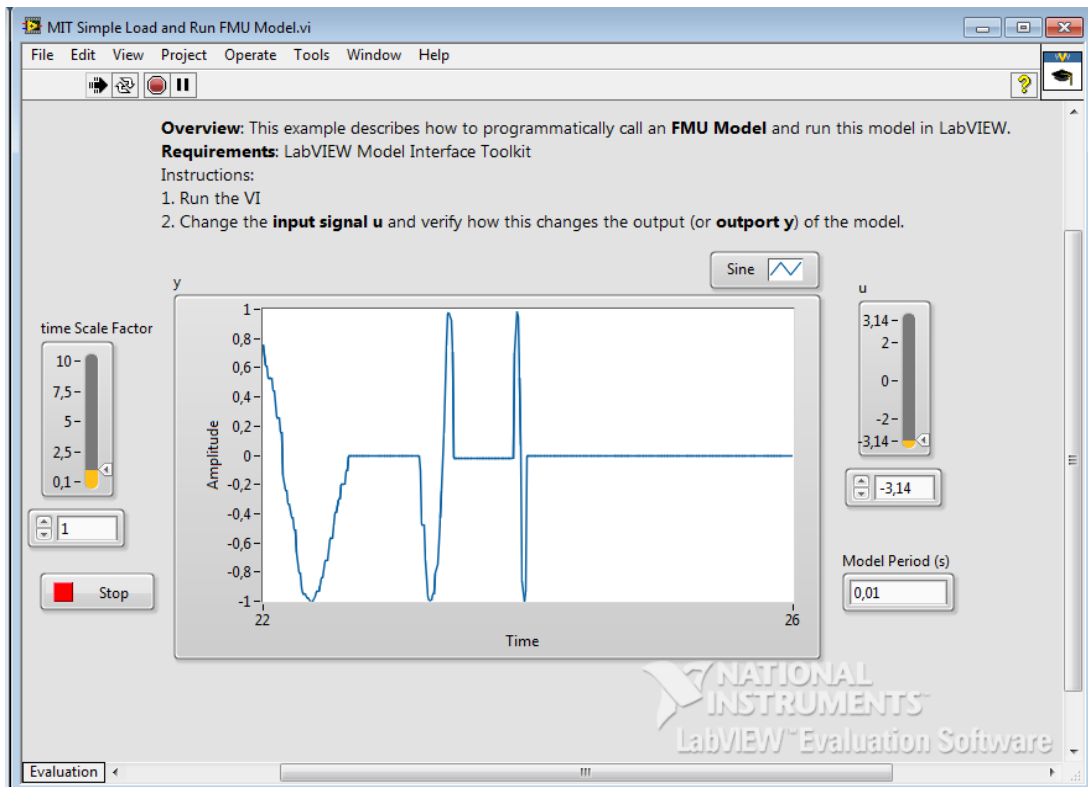 MIT Simple Load and Run FMU Model.vi
File Edit View Project Operate Tools Window Help
Overview: This example describes how to programmatically call an FMU Model and run this model in LabVIEW.
Requirements: LabVIEW Model Interface Toolkit
Instructions:
1. Run the VI
2. Change the input signal u and verify how this changes the output (or outport y) of the model.
time Scale Factor
10
7,5
5
2,5
0,1
1
Stop
y
Sine
Amplitude
1
0,8
0,6
0,4
0,2
0
-0,2
-0,4
-0,6
-0,8
-1
22
26
Time
u
3,14
2
0
-2
-3,14
-3,14
Model Period (s)
0,01
NATIONAL
INSTRUMENTS™
LabVIEW™ Evaluation Software
Evaluation